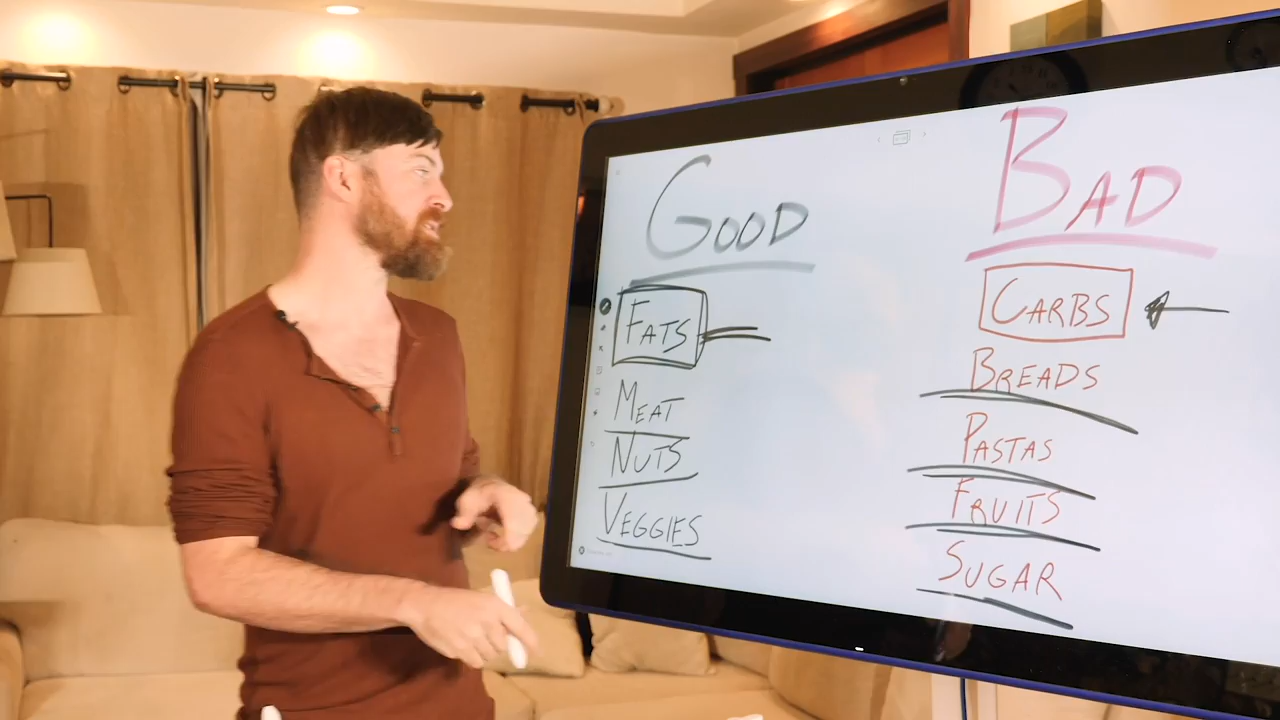 GOOD
FATS
MEAT
NUTS
VEGGIES
BAD
CARBS
BREADS
PASTAS
FRUITS
SUGAR